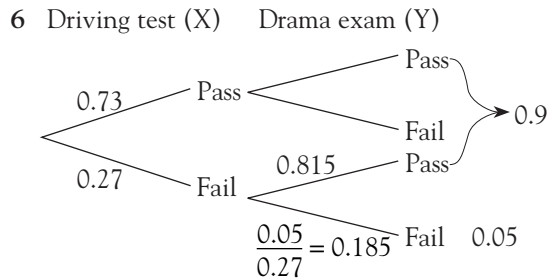 6 Driving test (X) Drama exam (Y)
Pass
0.73 Pass
0.9
Fail
0.815 Pass
0.27 Fail
0.05/0.27 = 0.185 Fail 0.05